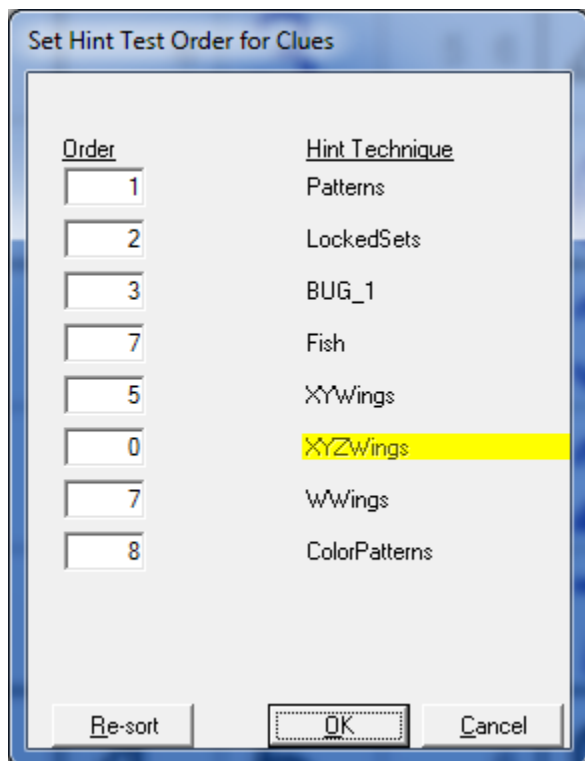 Set Hint Test Order for Clues
Order Hint Technique
1 Patterns
2 LockedSets
3 BUG_1
7 Fish
5 XYWings
0 XYZWings
7 WWings
8 ColorPatterns
Re-sort OK Cancel